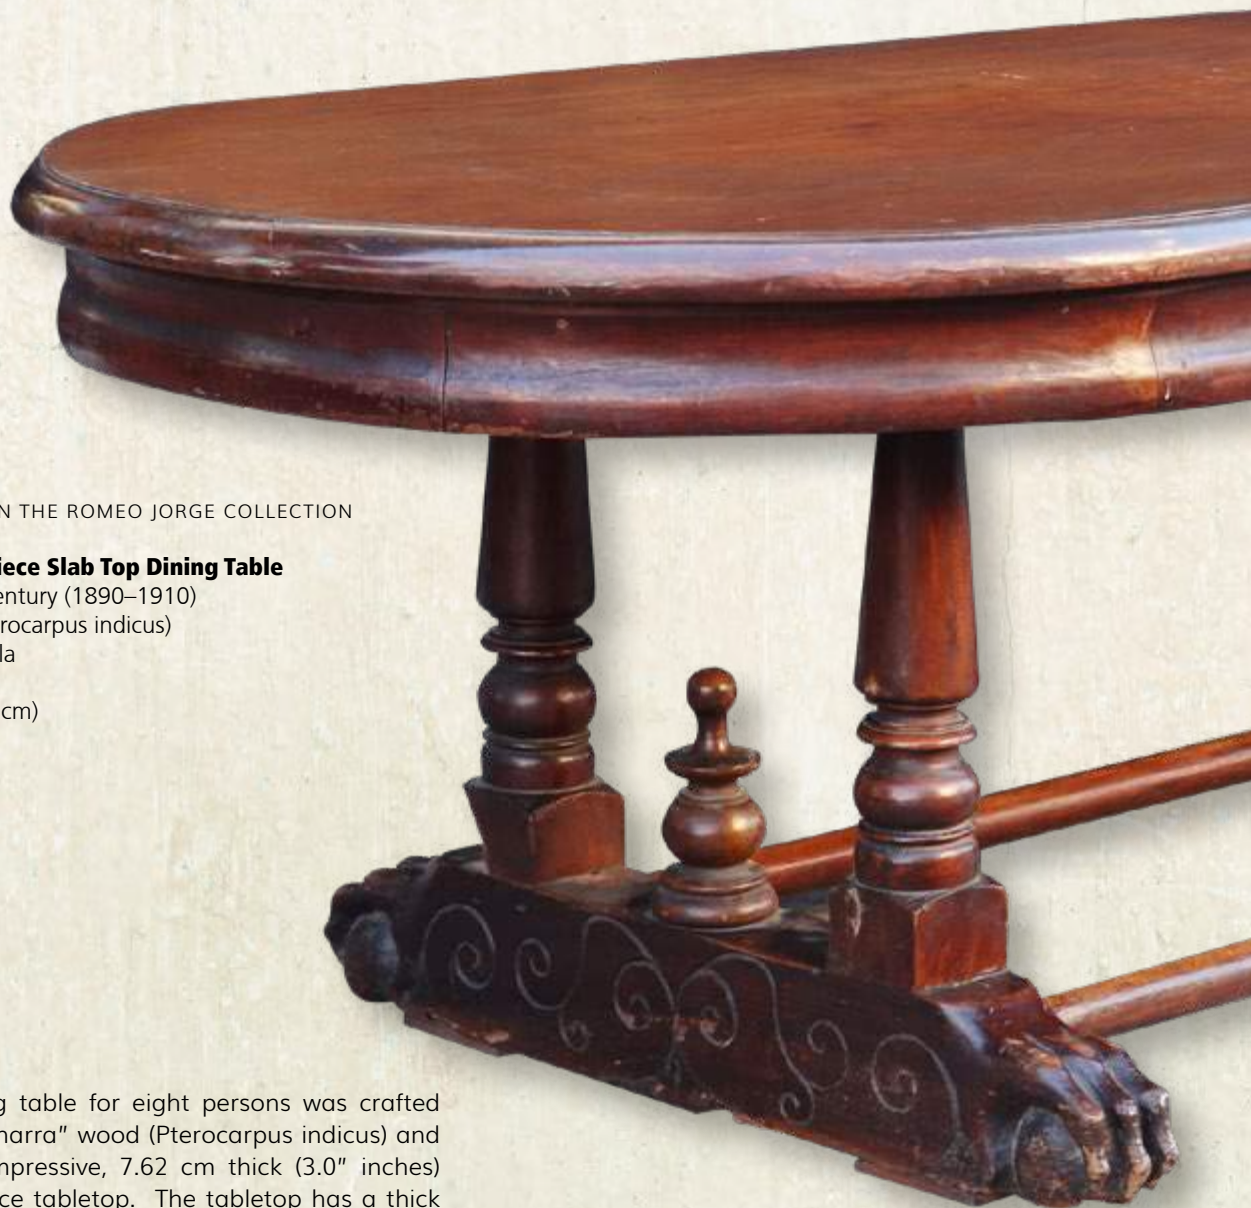 N THE ROMEO JORGE COLLECTION
iece Slab Top Dining Table
entury (1890–1910)
rocarpus indicus)
la
cm)
g table for eight persons was crafted
narra” wood (Pterocarpus indicus) and
mpressive, 7.62 cm thick (3.0” inches)
ce tabletop. The tabletop has a thick